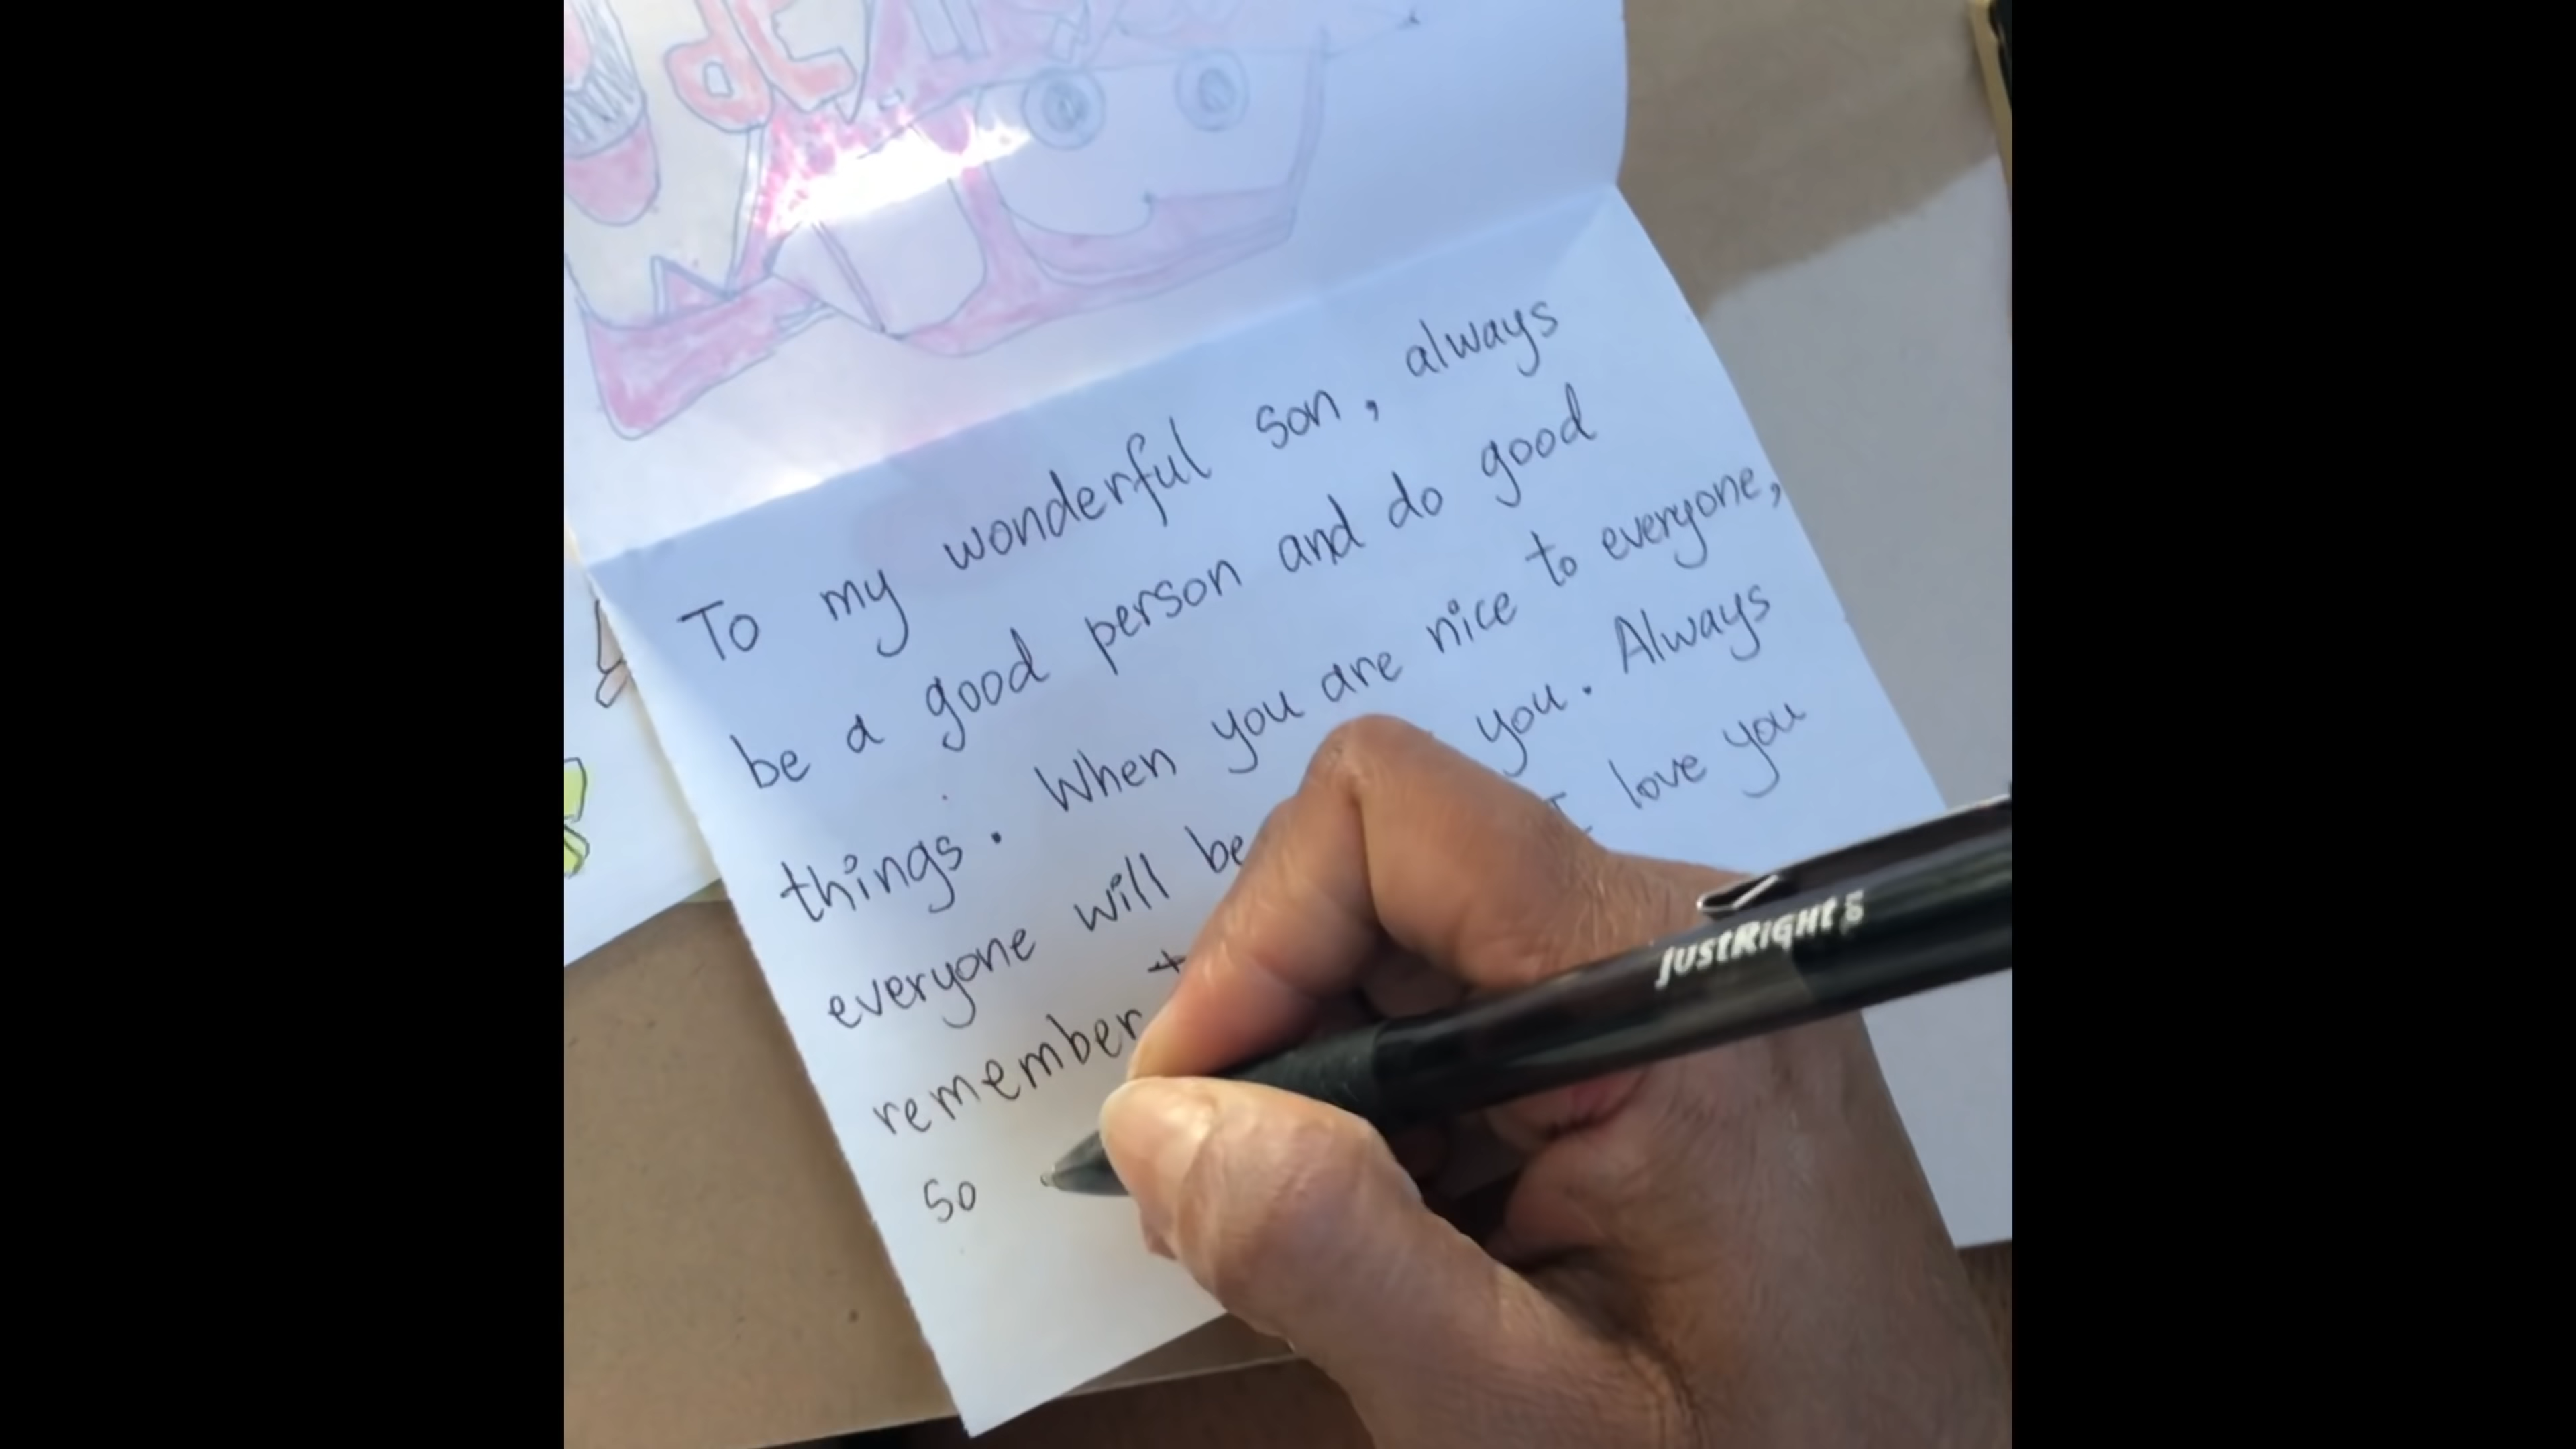 To my wonderful son, always
be a good person and do good
things. When you are nice to everyone,
everyone will be you. Always
remember I love you
so
JUSTRIGHT